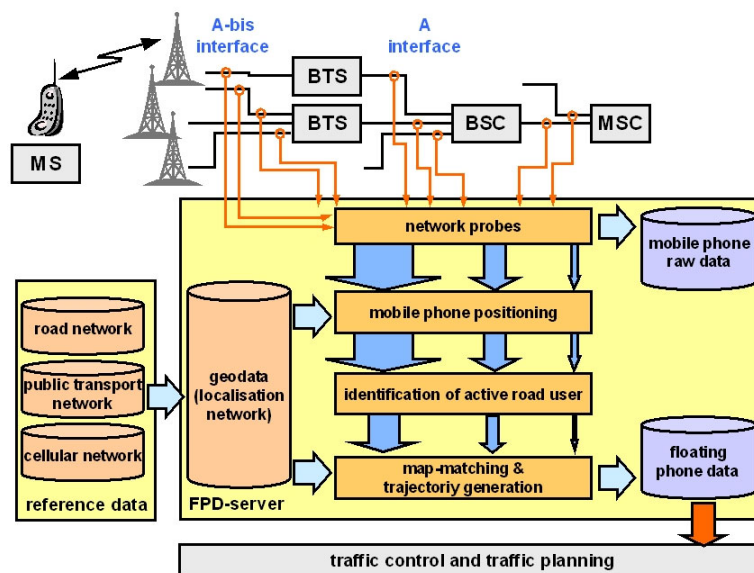 A-bis
interface
A
interface
BTS
BTS
BSC
MSC
MS
network probes
mobile phone
raw data
road network
public transport
network
cellular network
reference data
geodata
(localisation
network)
FPD-server
mobile phone positioning
identification of active road user
map-matching &
trajectoriy generation
floating
phone data
traffic control and traffic planning